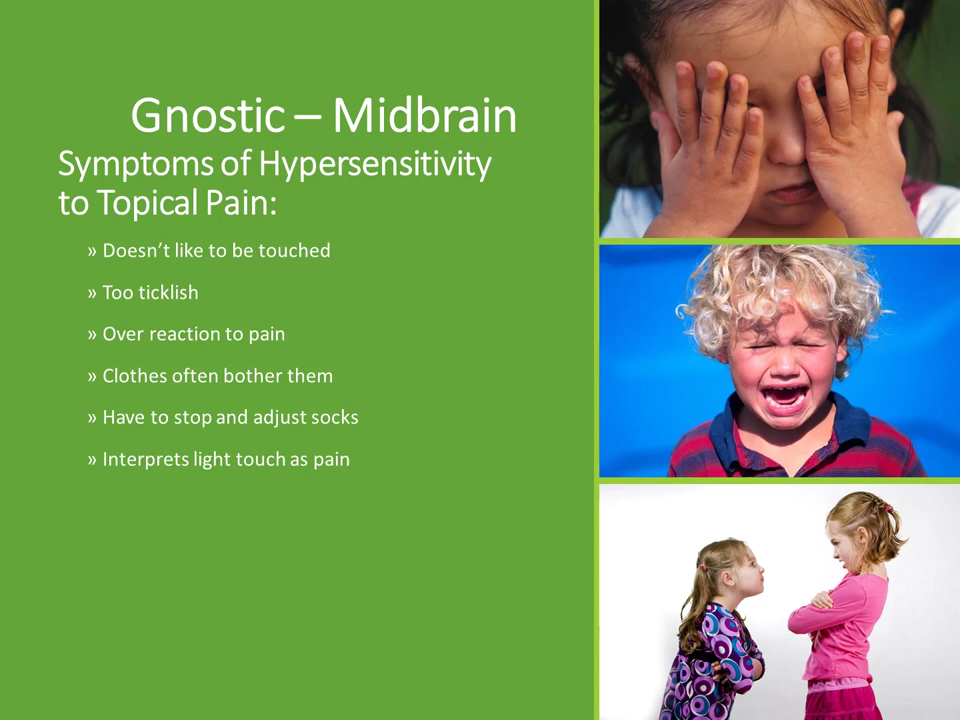 Gnostic – Midbrain
Symptoms of Hypersensitivity
to Topical Pain:
» Doesn’t like to be touched
» Too ticklish
» Over reaction to pain
» Clothes often bother them
» Have to stop and adjust socks
» Interprets light touch as pain